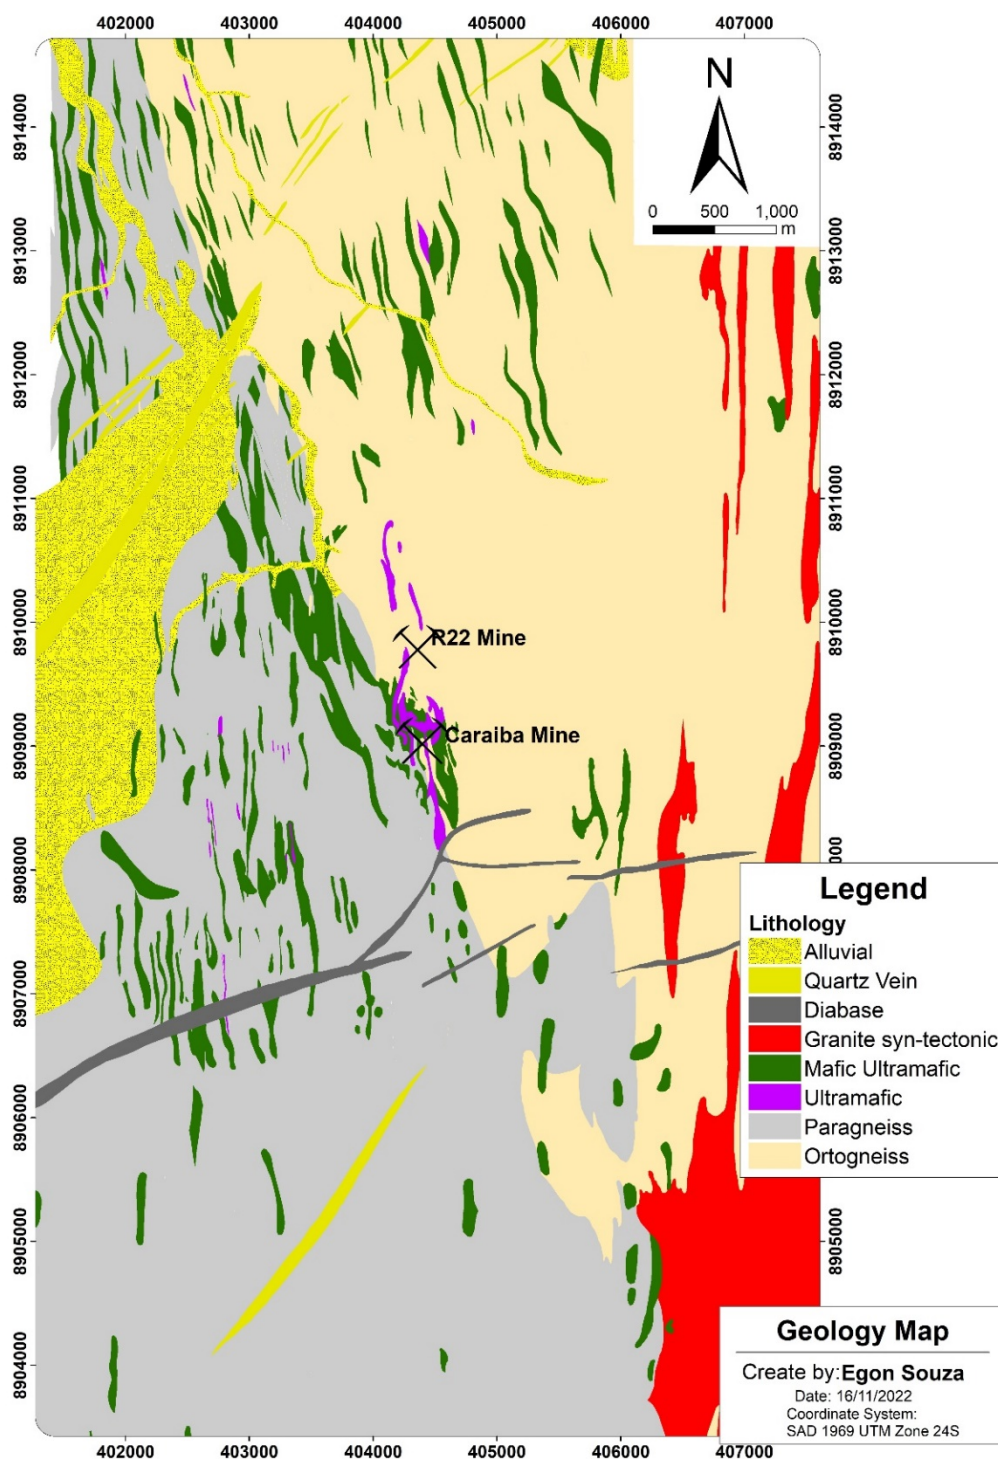 402000 403000 404000 405000 406000 407000
N
0 500 1,000
m
8914000
8913000
8912000
8911000
8910000
8909000
8908000
8907000
8906000
8905000
8904000
8914000
8913000
8912000
8911000
8910000
8909000
8905000
R22 Mine
Caraiba Mine
Legend
Lithology
Alluvial
Quartz Vein
Diabase
Granite syn-tectonic
Mafic Ultramafic
Ultramafic
Paragneiss
Ortogneiss
Geology Map
Create by:Egon Souza
Date: 16/11/2022
Coordinate System:
SAD 1969 UTM Zone 24S
402000 403000 404000 405000 406000 407000